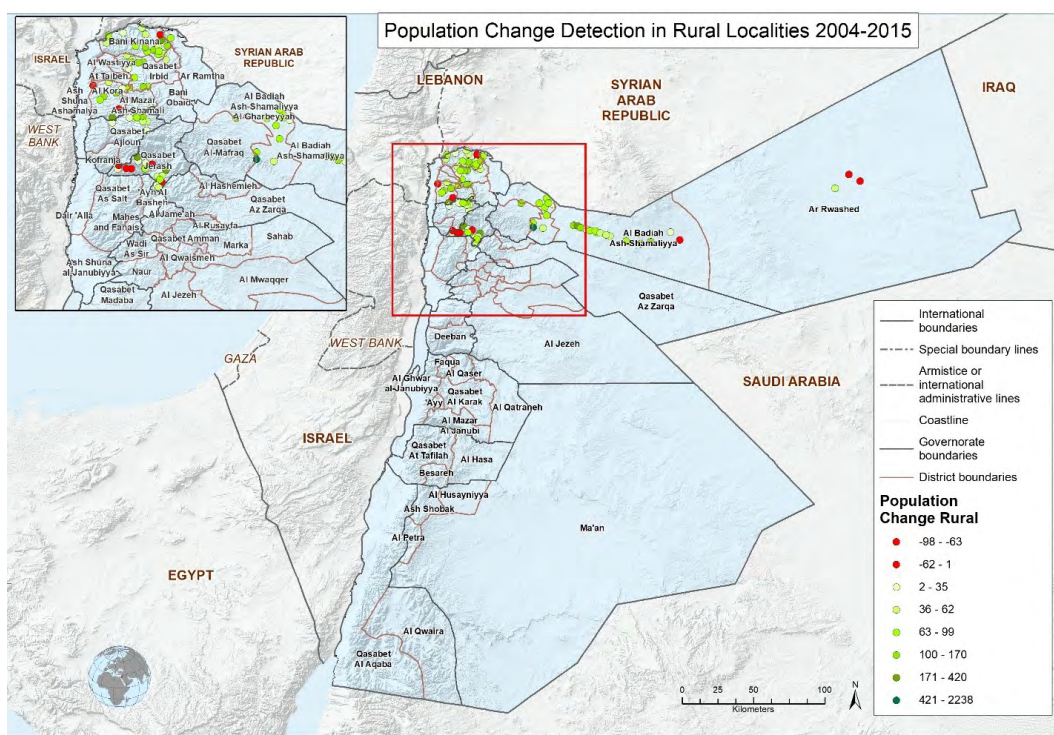 Population Change Detection in Rural Localities 2004-2015
Bani Kinana
ISRAEL
SYRIAN ARAB
REPUBLIC
Al Wastiyya
Qasabet
Irbid
At Taibeh
Ar Ramtha
Ash
Shuna
Ashamalya
Al Kora
Bani
Obaid
Al Mazar
Ash-Shamali
Al Badiah
Ash-Shamaliyya
Al Gharbeyyah
WEST
BANK
Qasabet
Ajloun
Qasabet
Al-Mafraq
Al Badiah
Ash-Shamaliyya
Kofranja
Qasabet
Jerash
Qasabet
As Salt
Ayn Al
Basheh
Al Hashemieh
Qasabet
Az Zarqa
Dair 'Alla
Mahes
and Fahais
Al Jame'ah
Al Rusayfa
Wadi
As Sir
Qasabet Amman
Marka
Sahab
Al Qwaismeh
Ash Shuna
al-Janubiyya
Naur
Al Mwaqqer
Qasabet
Madaba
Al Jezeh
LEBANON
SYRIAN
ARAB
REPUBLIC
IRAQ
Ar Rwashed
Al Badiah
Ash-Shamaliyya
Qasabet
Az Zarqa
WEST BANK
Deeban
Al Jezeh
GAZA
Faqua
Al Qaser
Al Ghwar
al-Janubiyya
'Ayy
Qasabet
Al Karak
Al Qatraneh
SAUDI ARABIA
ISRAEL
Al Mazar
Al Janubi
Qasabet
At Tafilah
Al Hasa
Besareh
Al Husayniyya
Ash Shobak
Ma'an
Al Petra
EGYPT
Al Qwaira
Qasabet
Al Aqaba
International
boundaries
Special boundary lines
Armistice or
international
administrative lines
Coastline
Governorate
boundaries
District boundaries
Population
Change Rural
-98 - -63
-62 - 1
2 - 35
36 - 62
63 - 99
100 - 170
171 - 420
421 - 2238
0 25 50 100
Kilometers
N